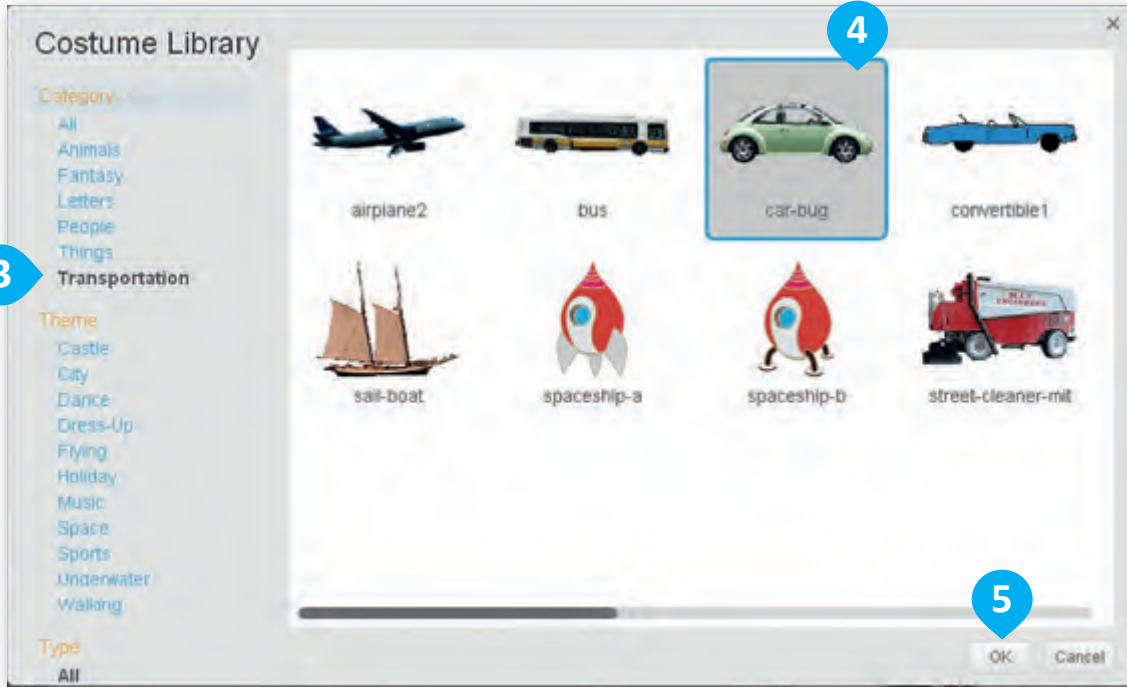 Costume Library
×
4
Category
All
Animals
Fantasy
Letters
People
Things
3
Transportation
Theme
Castle
City
Dance
Dress-Up
Flying
Holiday
Music
Space
Sports
Underwater
Walking
Type
All
airplane2
bus
car-bug
convertible1
sail-boat
spaceship-a
spaceship-b
M.I.T.
ENGINEERS
street-cleaner-mit
5
OK
Cancel